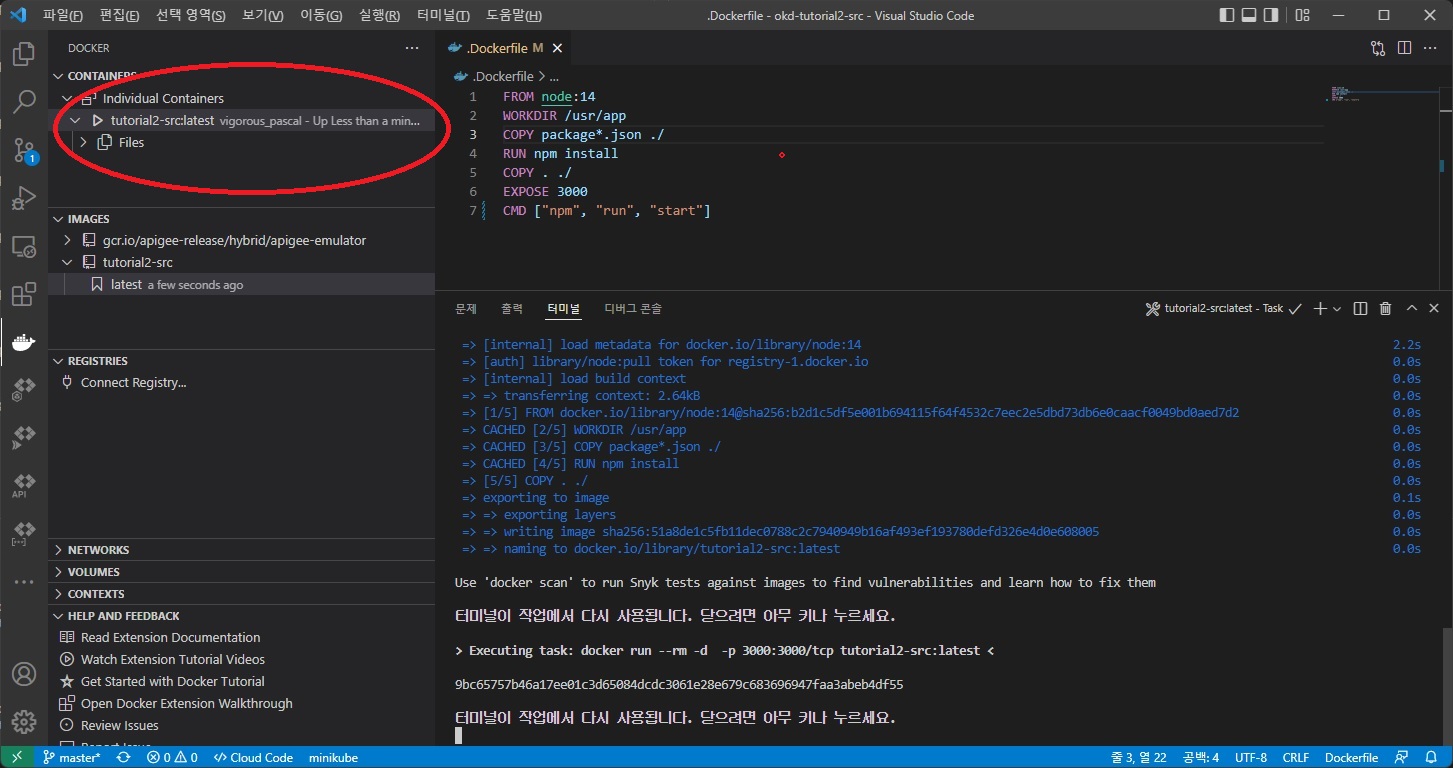 파일(F) 편집(E) 선택 영역(S) 보기(V) 이동(G) 실행(R) 터미널(T) 도움말(H) .Dockerfile - okd-tutorial2-src - Visual Studio Code
DOCKER ...
CONTAINERS
Individual Containers
tutorial2-src:latest vigorous_pascal - Up Less than a min...
Files
IMAGES
gcr.io/apigee-release/hybrid/apigee-emulator
tutorial2-src
latest a few seconds ago
REGISTRIES
Connect Registry...
NETWORKS
VOLUMES
CONTEXTS
HELP AND FEEDBACK
Read Extension Documentation
Watch Extension Tutorial Videos
Get Started with Docker Tutorial
Open Docker Extension Walkthrough
Review Issues
1
API
.Dockerfile M
.Dockerfile > ...
1 FROM node:14
2 WORKDIR /usr/app
3 COPY package*.json ./
4 RUN npm install
5 COPY . ./
6 EXPOSE 3000
7 CMD ["npm", "run", "start"]
문제 출력 터미널 디버그 콘솔 tutorial2-src:latest - Task
=> [internal] load metadata for docker.io/library/node:14 2.2s
=> [auth] library/node:pull token for registry-1.docker.io 0.0s
=> [internal] load build context 0.0s
=> => transferring context: 2.64kB 0.0s
=> [1/5] FROM docker.io/library/node:14@sha256:b2d1c5df5e001b694115f64f4532c7eec2e5dbd73db6e0caacf0049bd0aed7d2 0.0s
=> CACHED [2/5] WORKDIR /usr/app 0.0s
=> CACHED [3/5] COPY package*.json ./ 0.0s
=> CACHED [4/5] RUN npm install 0.0s
=> [5/5] COPY . ./ 0.0s
=> exporting to image 0.1s
=> => exporting layers 0.0s
=> => writing image sha256:51a8de1c5fb11dec0788c2c7940949b16af493ef193780defd326e4d0e608005 0.0s
=> => naming to docker.io/library/tutorial2-src:latest 0.0s
Use 'docker scan' to run Snyk tests against images to find vulnerabilities and learn how to fix them
터미널이 작업에서 다시 사용됩니다. 닫으려면 아무 키나 누르세요.
> Executing task: docker run --rm -d  -p 3000:3000/tcp tutorial2-src:latest <
9bc65757b46a17ee01c3d65084dcdc3061e28e679c683696947faa3abeb4df55
터미널이 작업에서 다시 사용됩니다. 닫으려면 아무 키나 누르세요.
master* 0 0 Cloud Code minikube 줄 3, 열 22 공백: 4 UTF-8 CRLF Dockerfile